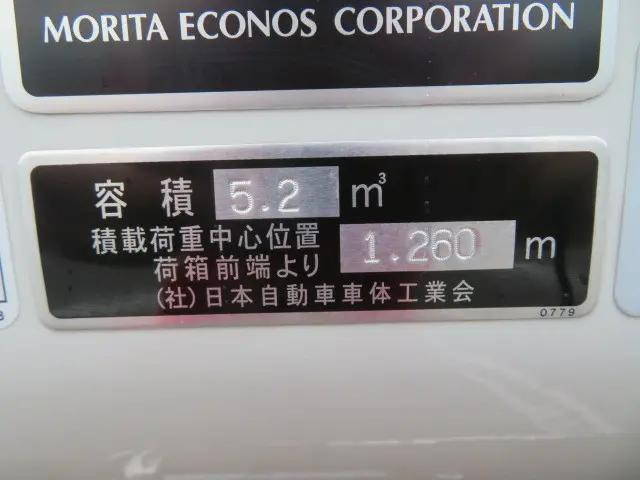 MORITA ECONOS CORPORATION
容積 5.2 m³
積載荷重中心位置
荷箱前端より 1.260 m
(社)日本自動車車体工業会
0779